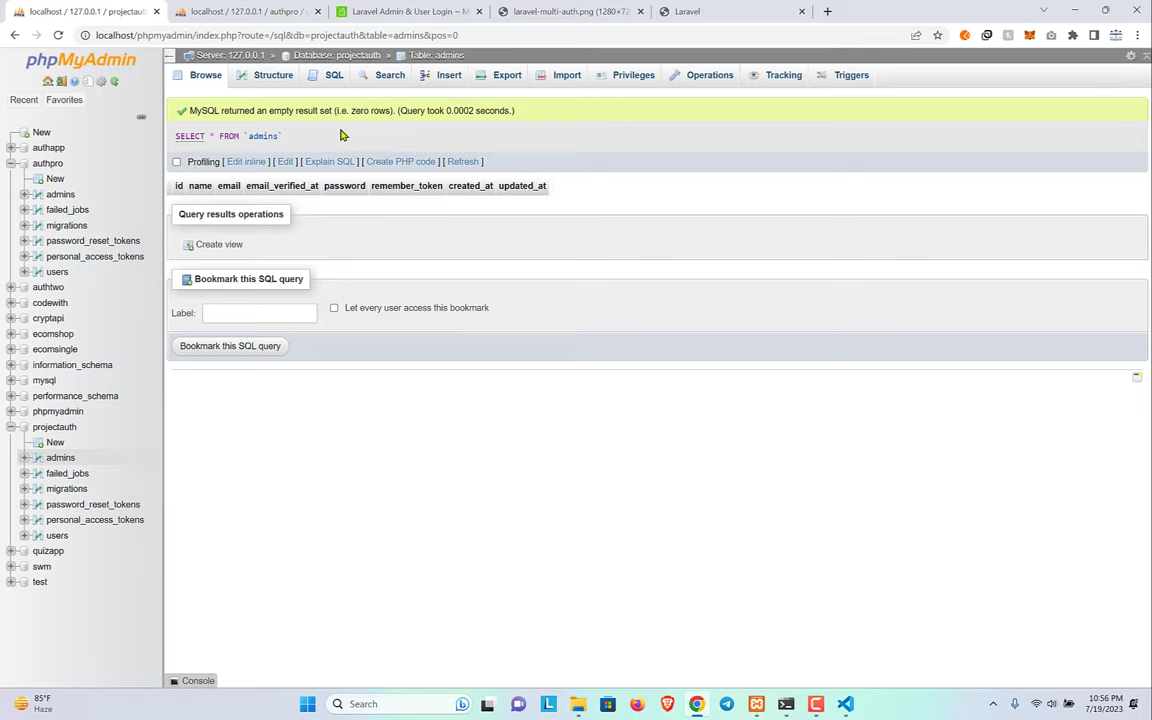 localhost / 127.0.0.1 / projectauth
localhost / 127.0.0.1 / authpro /
Laravel Admin & User Login ~ M
laravel-multi-auth.png (1280×72
Laravel
localhost/phpmyadmin/index.php?route=/sql&db=projectauth&table=admins&pos=0
phpMyAdmin
Recent Favorites
New
authapp
authpro
New
admins
failed_jobs
migrations
password_reset_tokens
personal_access_tokens
users
authtwo
codewith
cryptapi
ecomshop
ecomsingle
information_schema
mysql
performance_schema
phpmyadmin
projectauth
New
admins
failed_jobs
migrations
password_reset_tokens
personal_access_tokens
users
quizapp
swm
test
Server: 127.0.0.1 » Database: projectauth » Table: admins
Browse Structure SQL Search Insert Export Import Privileges Operations Tracking Triggers
MySQL returned an empty result set (i.e. zero rows). (Query took 0.0002 seconds.)
SELECT * FROM `admins`
Profiling [ Edit inline ] [ Edit ] [ Explain SQL ] [ Create PHP code ] [ Refresh ]
id name email email_verified_at password remember_token created_at updated_at
Query results operations
Create view
Bookmark this SQL query
Label: Let every user access this bookmark
Bookmark this SQL query
Console
85°F
Haze
Search
10:56 PM
7/19/2023